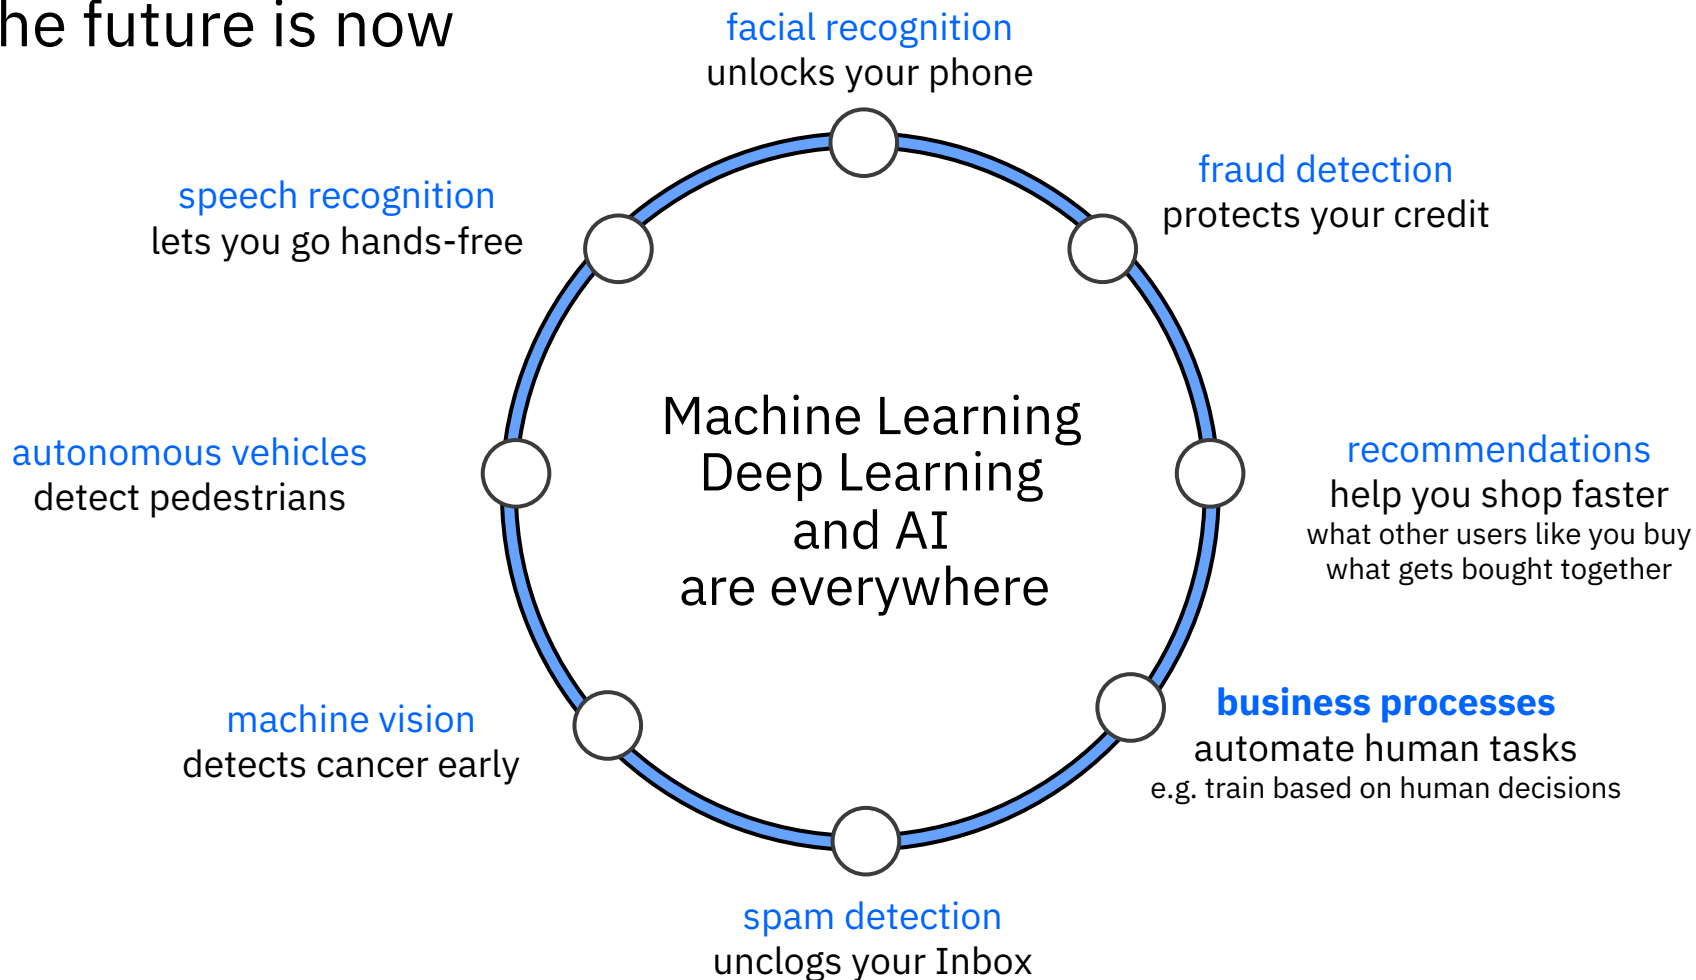 he future is now
facial recognition
unlocks your phone
fraud detection
protects your credit
speech recognition
lets you go hands-free
Machine Learning
Deep Learning
and AI
are everywhere
autonomous vehicles
detect pedestrians
recommendations
help you shop faster
what other users like you buy
what gets bought together
machine vision
detects cancer early
business processes
automate human tasks
e.g. train based on human decisions
spam detection
unclogs your Inbox